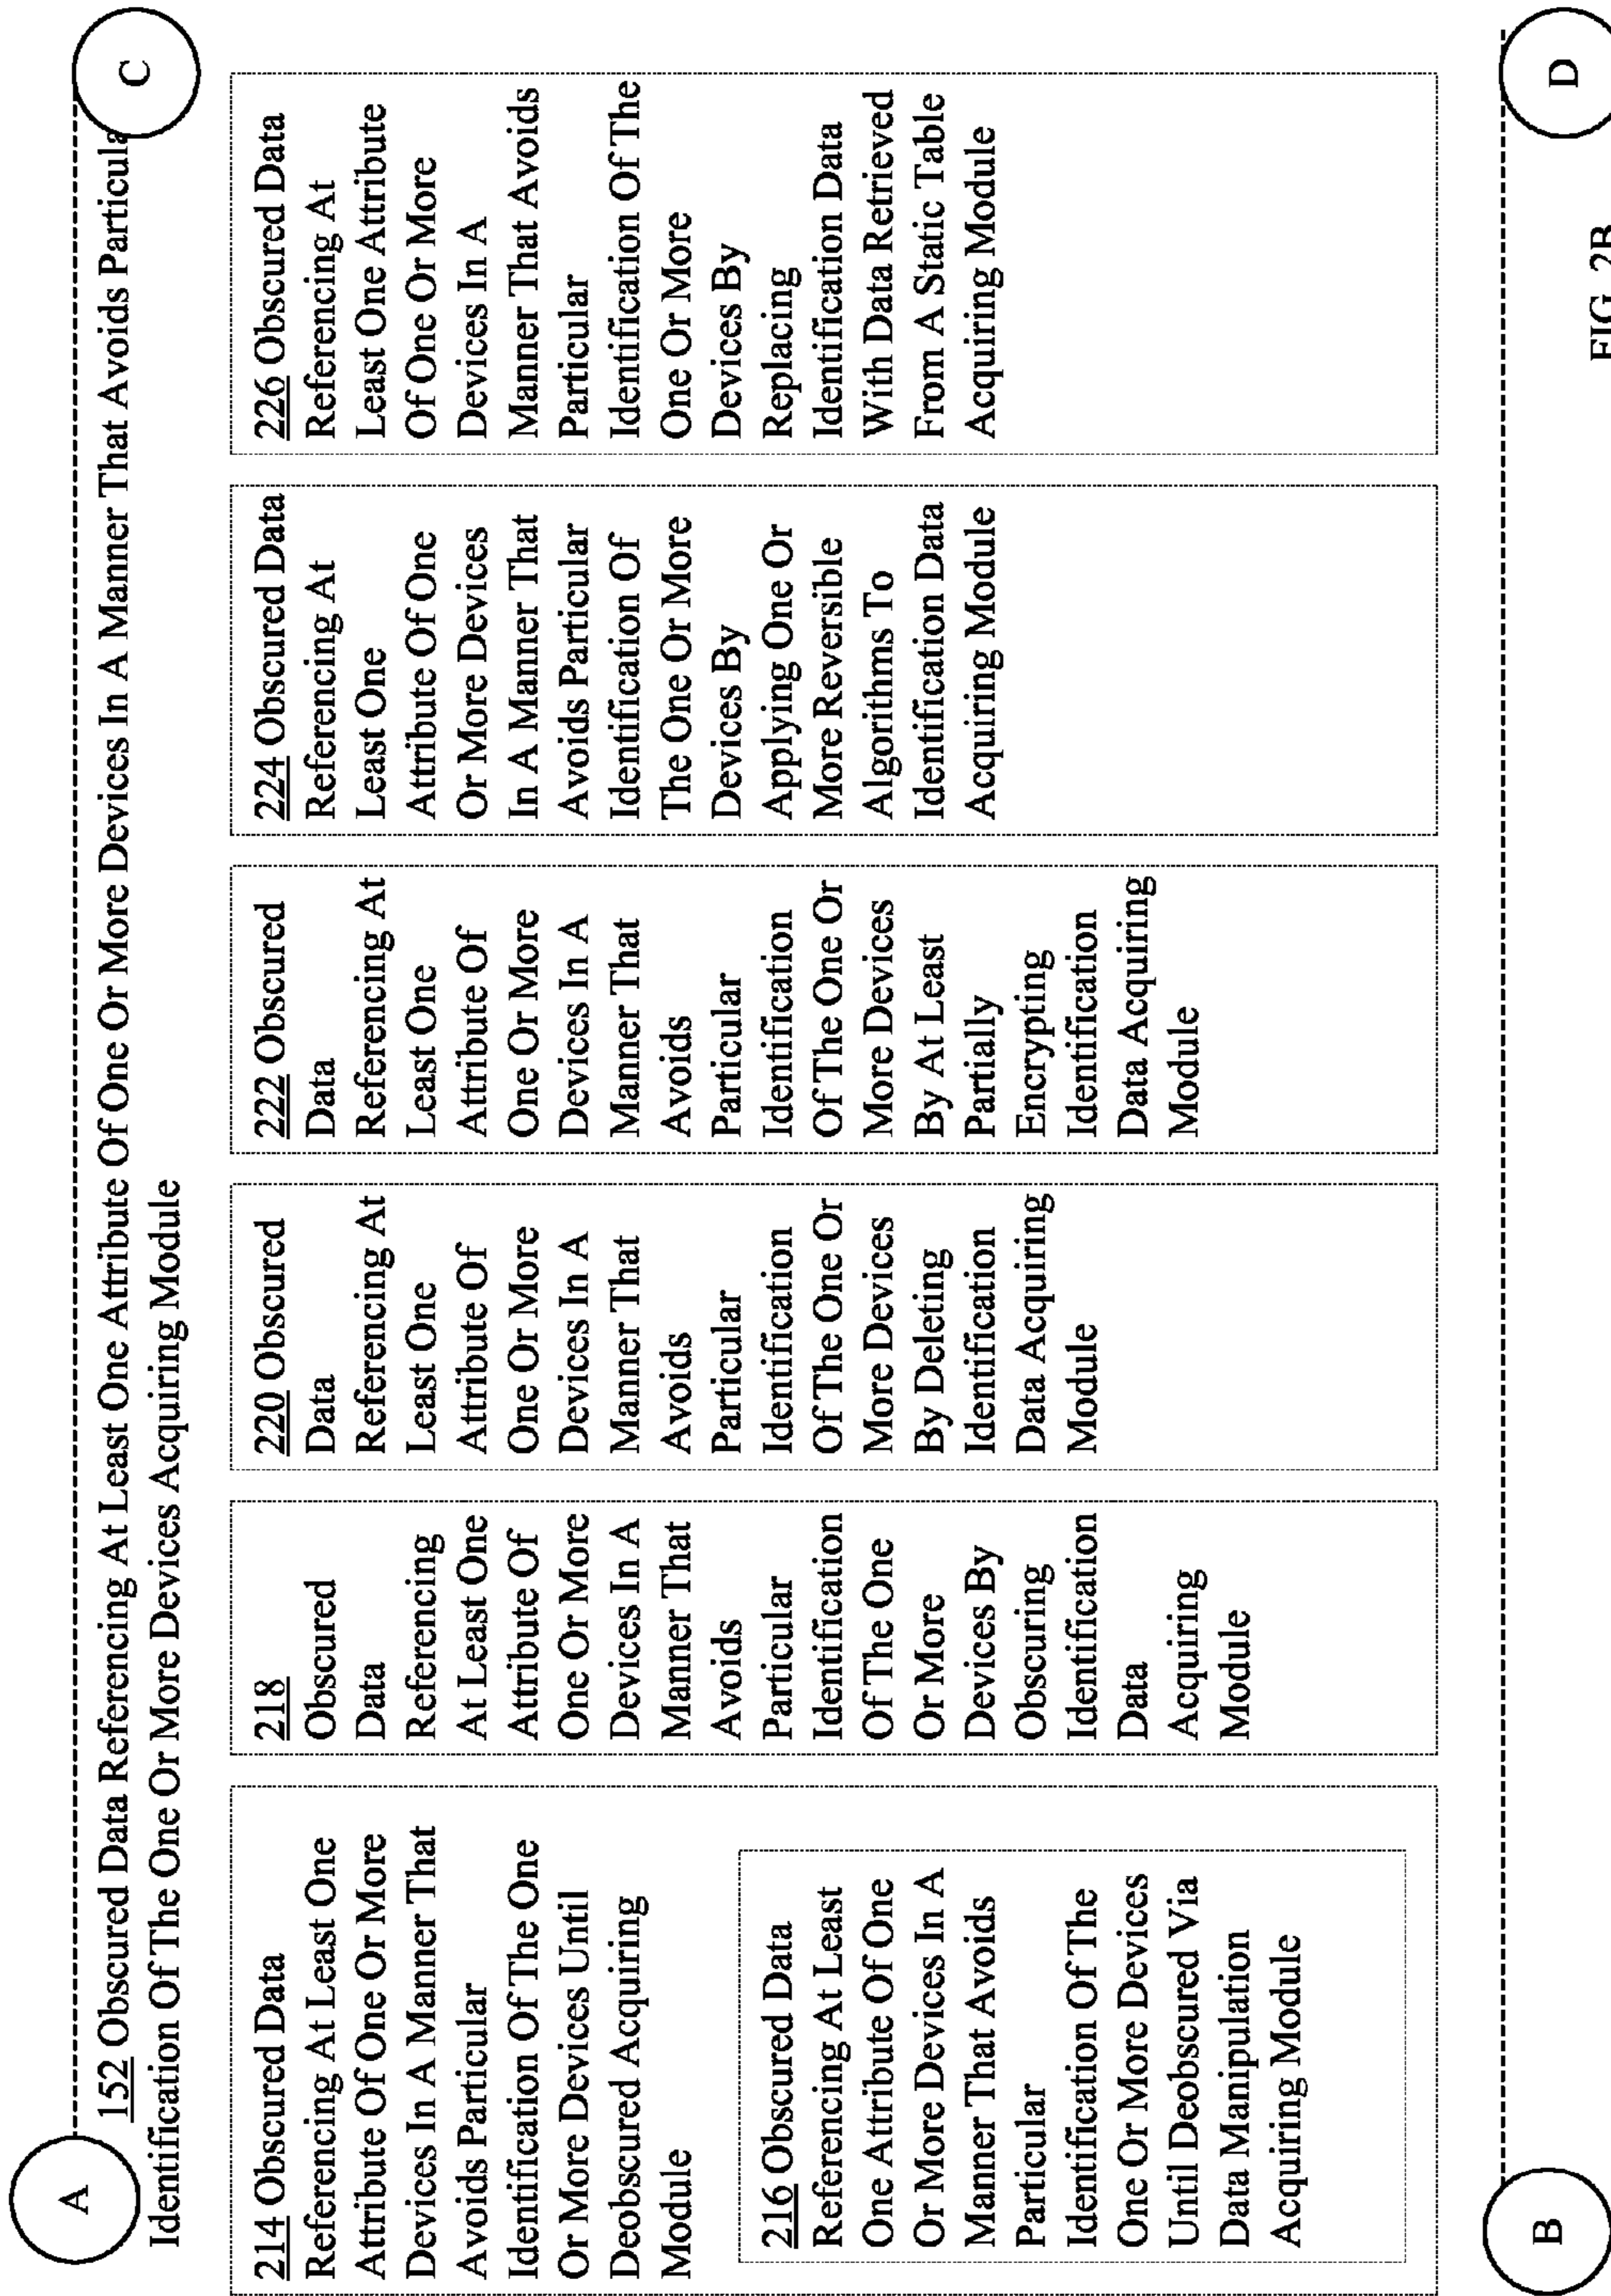 A
C
152 Obscured Data Referencing At Least One Attribute Of One Or More Devices In A Manner That Avoids Particula
Identification Of The One Or More Devices Acquiring Module
214 Obscured Data
Referencing At Least One
Attribute Of One Or More
Devices In A Manner That
Avoids Particular
Identification Of The One
Or More Devices Until
Deobscured Acquiring
Module
216 Obscured Data
Referencing At Least
One Attribute Of One
Or More Devices In A
Manner That Avoids
Particular
Identification Of The
One Or More Devices
Until Deobscured Via
Data Manipulation
Acquiring Module
218
Obscured
Data
Referencing
At Least One
Attribute Of
One Or More
Devices In A
Manner That
Avoids
Particular
Identification
Of The One
Or More
Devices By
Obscuring
Identification
Data
Acquiring
Module
220 Obscured
Data
Referencing At
Least One
Attribute Of
One Or More
Devices In A
Manner That
Avoids
Particular
Identification
Of The One Or
More Devices
By Deleting
Identification
Data Acquiring
Module
222 Obscured
Data
Referencing At
Least One
Attribute Of
One Or More
Devices In A
Manner That
Avoids
Particular
Identification
Of The One Or
More Devices
By At Least
Partially
Encrypting
Identification
Data Acquiring
Module
224 Obscured Data
Referencing At
Least One
Attribute Of One
Or More Devices
In A Manner That
Avoids Particular
Identification Of
The One Or More
Devices By
Applying One Or
More Reversible
Algorithms To
Identification Data
Acquiring Module
226 Obscured Data
Referencing At
Least One Attribute
Of One Or More
Devices In A
Manner That Avoids
Particular
Identification Of The
One Or More
Devices By
Replacing
Identification Data
With Data Retrieved
From A Static Table
Acquiring Module
B
D
FIG. 2B